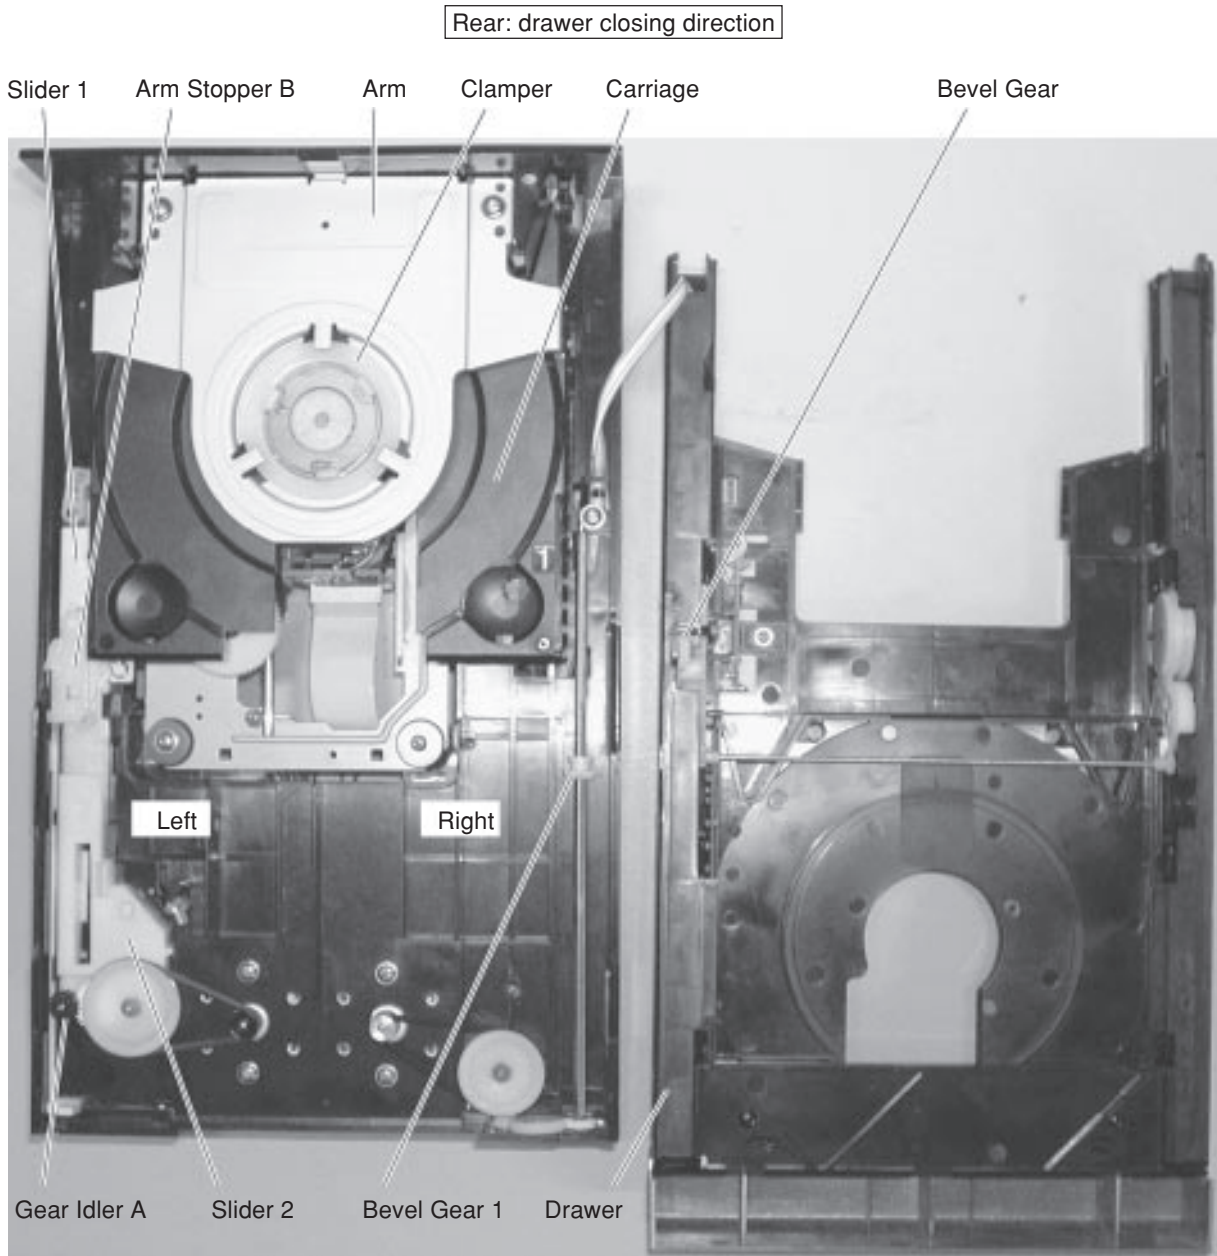 Rear: drawer closing direction
Slider 1 Arm Stopper B Arm Clamper Carriage Bevel Gear
Left Right
Gear Idler A Slider 2 Bevel Gear 1 Drawer